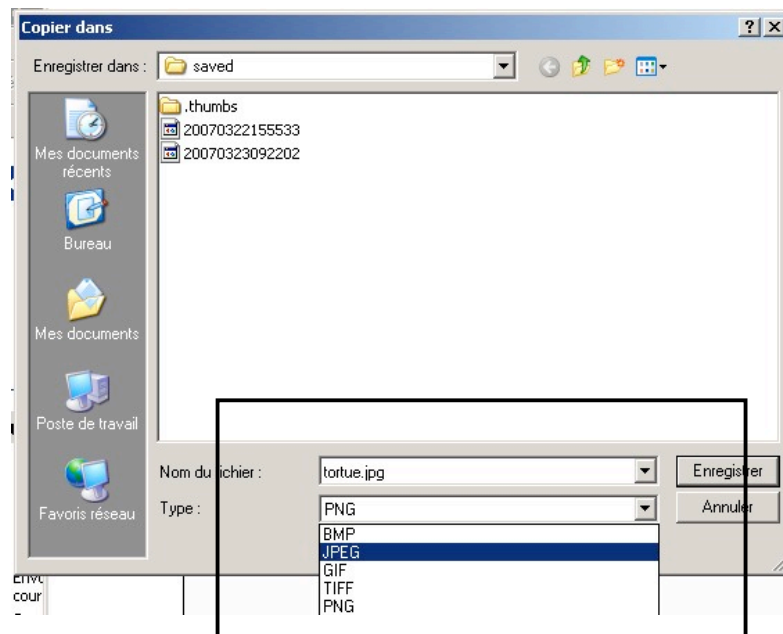 Copier dans
Enregistrer dans : saved
.thumbs
20070322155533
20070323092202
Mes documents
récents
Bureau
Mes documents
Poste de travail
Favoris réseau
Nom du fichier : tortue.jpg Enregistrer
Type : PNG Annuler
BMP
JPEG
GIF
TIFF
PNG
cour